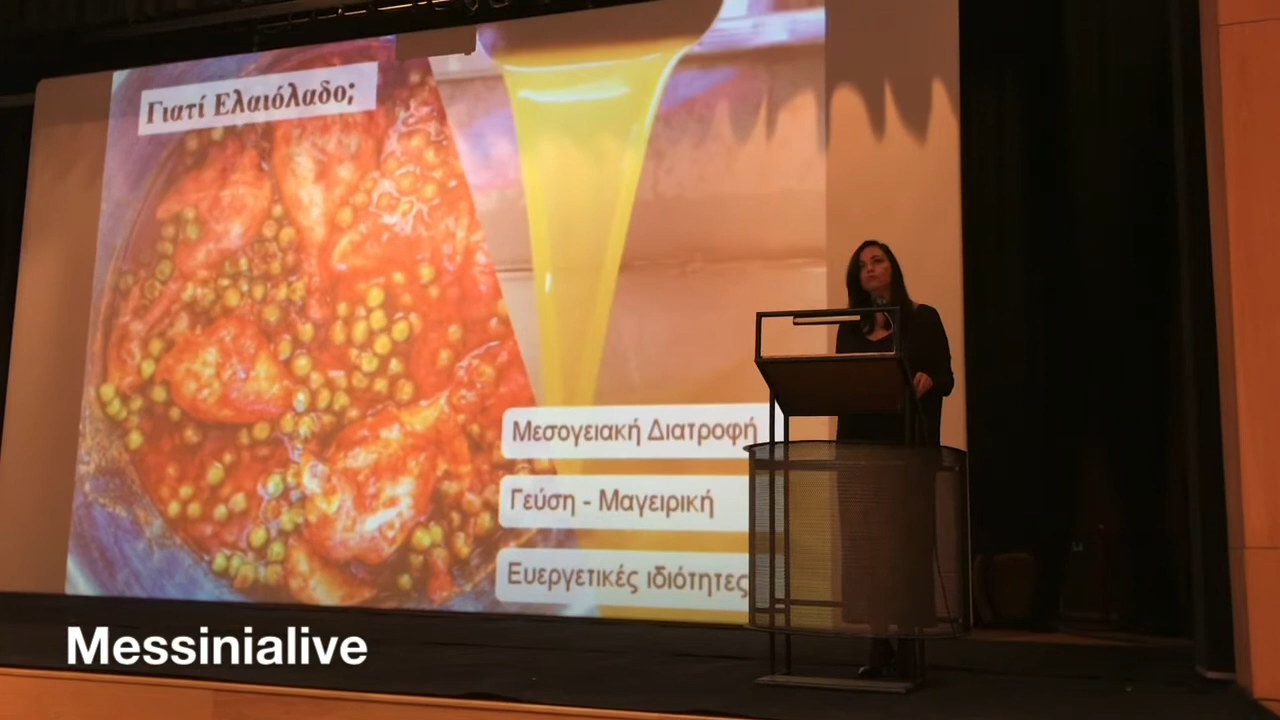 Γιατί Ελαιόλαδο;
Μεσογειακή Διατροφή
Γεύση - Μαγειρική
Ευεργετικές ιδιότητες
Messinialive